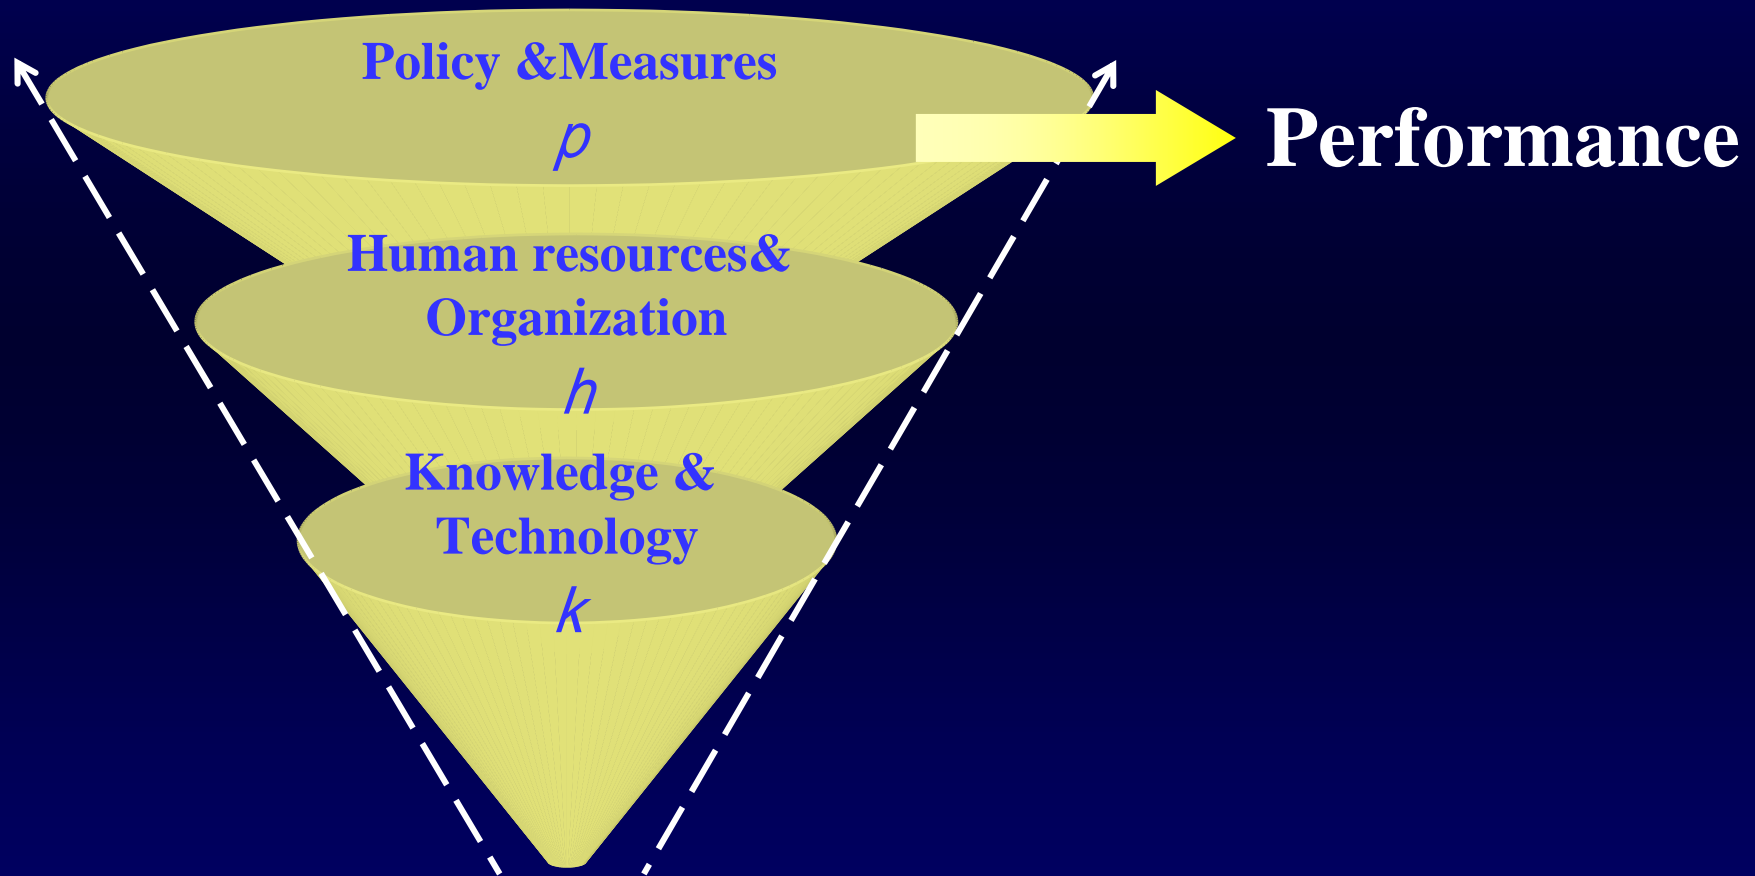 Policy &Measures
p
Performance
Human resources&
Organization
h
Knowledge &
Technology
k